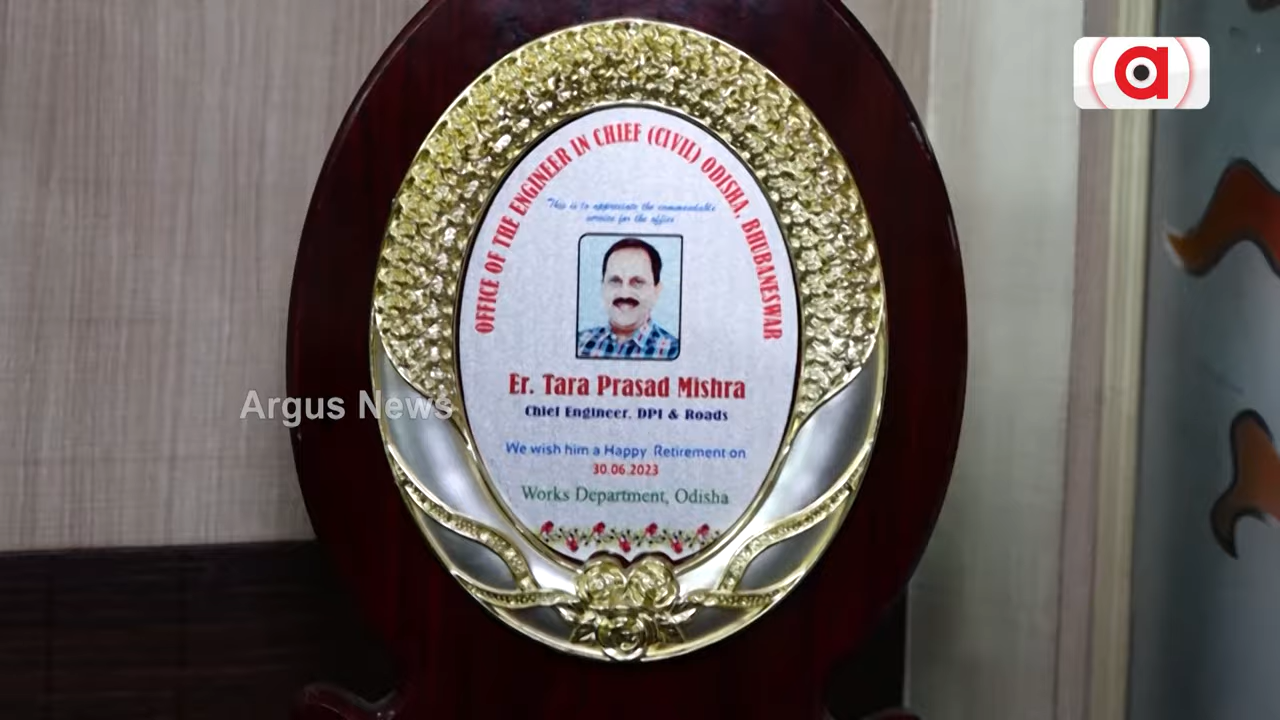 OFFICE OF THE ENGINEER IN CHIEF (CIVIL) ODISHA, BHUBANESWAR
This is to appreciate the commendable
service for the office
Er. Tara Prasad Mishra
Chief Engineer, DPI & Roads
We wish him a Happy Retirement on
30.06.2023
Works Department, Odisha
Argus News
a